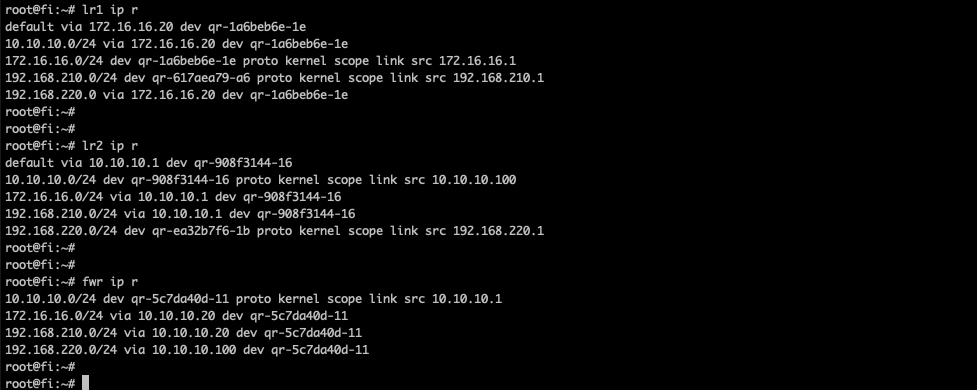 root@fi:~# lr1 ip r
default via 172.16.16.20 dev qr-1a6beb6e-1e
10.10.10.0/24 via 172.16.16.20 dev qr-1a6beb6e-1e
172.16.16.0/24 dev qr-1a6beb6e-1e proto kernel scope link src 172.16.16.1
192.168.210.0/24 dev qr-617aea79-a6 proto kernel scope link src 192.168.210.1
192.168.220.0 via 172.16.16.20 dev qr-1a6beb6e-1e
root@fi:~#
root@fi:~#
root@fi:~# lr2 ip r
default via 10.10.10.1 dev qr-908f3144-16
10.10.10.0/24 dev qr-908f3144-16 proto kernel scope link src 10.10.10.100
172.16.16.0/24 via 10.10.10.1 dev qr-908f3144-16
192.168.210.0/24 via 10.10.10.1 dev qr-908f3144-16
192.168.220.0/24 dev qr-ea32b7f6-1b proto kernel scope link src 192.168.220.1
root@fi:~#
root@fi:~#
root@fi:~# fwr ip r
10.10.10.0/24 dev qr-5c7da40d-11 proto kernel scope link src 10.10.10.1
172.16.16.0/24 via 10.10.10.20 dev qr-5c7da40d-11
192.168.210.0/24 via 10.10.10.20 dev qr-5c7da40d-11
192.168.220.0/24 via 10.10.10.100 dev qr-5c7da40d-11
root@fi:~#
root@fi:~#